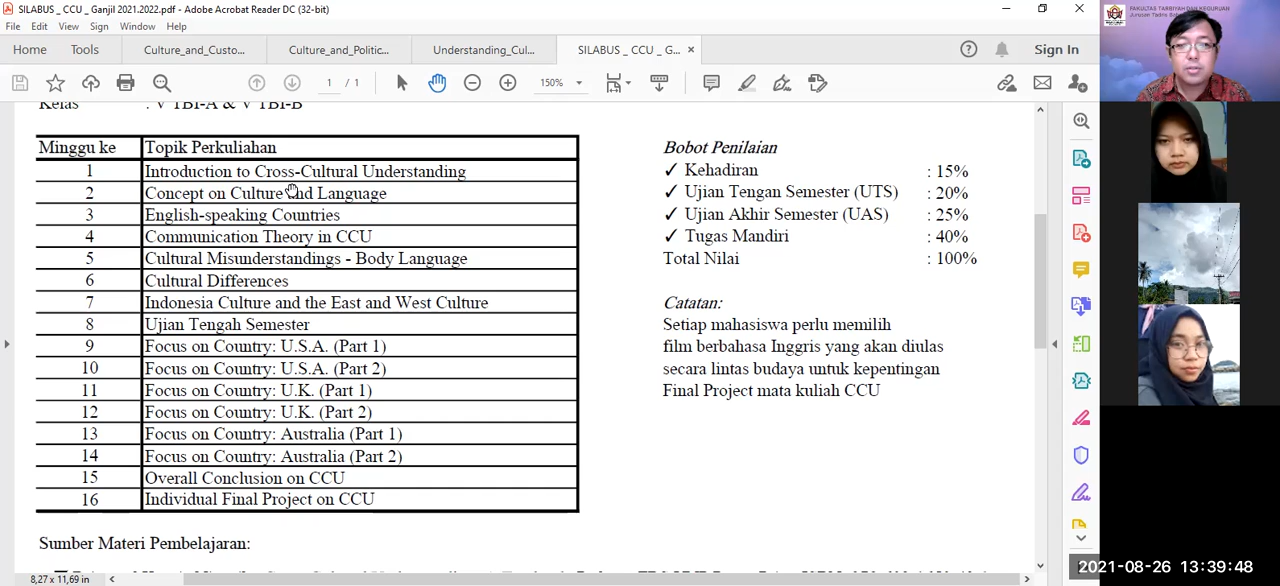 SILABUS _ CCU _ Ganjil 2021.2022.pdf - Adobe Acrobat Reader DC (32-bit)
File Edit View Sign Window Help
Home Tools Culture_and_Custo... Culture_and_Politic... Understanding_Cul... SILABUS _ CCU _ G... × Sign In
1 / 1 150%
Kelas : V TBI-A & V TBI-B
Minggu ke Topik Perkuliahan
1 Introduction to Cross-Cultural Understanding
2 Concept on Culture and Language
3 English-speaking Countries
4 Communication Theory in CCU
5 Cultural Misunderstandings - Body Language
6 Cultural Differences
7 Indonesia Culture and the East and West Culture
8 Ujian Tengah Semester
9 Focus on Country: U.S.A. (Part 1)
10 Focus on Country: U.S.A. (Part 2)
11 Focus on Country: U.K. (Part 1)
12 Focus on Country: U.K. (Part 2)
13 Focus on Country: Australia (Part 1)
14 Focus on Country: Australia (Part 2)
15 Overall Conclusion on CCU
16 Individual Final Project on CCU
Sumber Materi Pembelajaran:
Bobot Penilaian
✓ Kehadiran : 15%
✓ Ujian Tengan Semester (UTS) : 20%
✓ Ujian Akhir Semester (UAS) : 25%
✓ Tugas Mandiri : 40%
Total Nilai : 100%
Catatan:
Setiap mahasiswa perlu memilih
film berbahasa Inggris yang akan diulas
secara lintas budaya untuk kepentingan
Final Project mata kuliah CCU
8,27 x 11,69 in
FAKULTAS TARBIYAH DAN KEGURUAN
2021-08-26 13:39:48